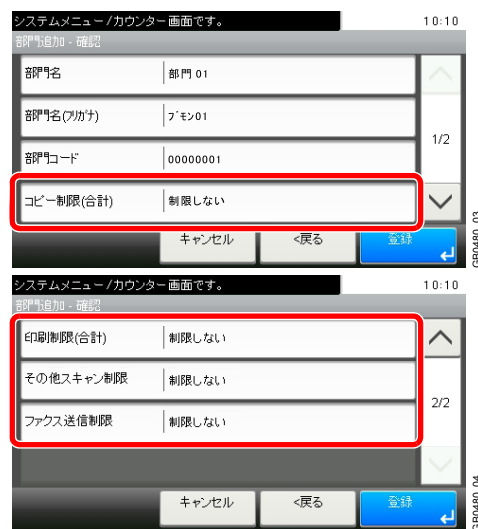 システムメニュー/カウンター画面です。 10:10
部門追加 - 確認
部門名 部門 01
部門名(フリガナ) ブモン01
1/2
部門コード 00000001
コピー制限(合計) 制限しない
キャンセル <戻る 登録
GB0480_03
システムメニュー/カウンター画面です。 10:10
部門追加 - 確認
印刷制限(合計) 制限しない
その他スキャン制限 制限しない
2/2
ファクス送信制限 制限しない
キャンセル <戻る 登録
GB0480_04